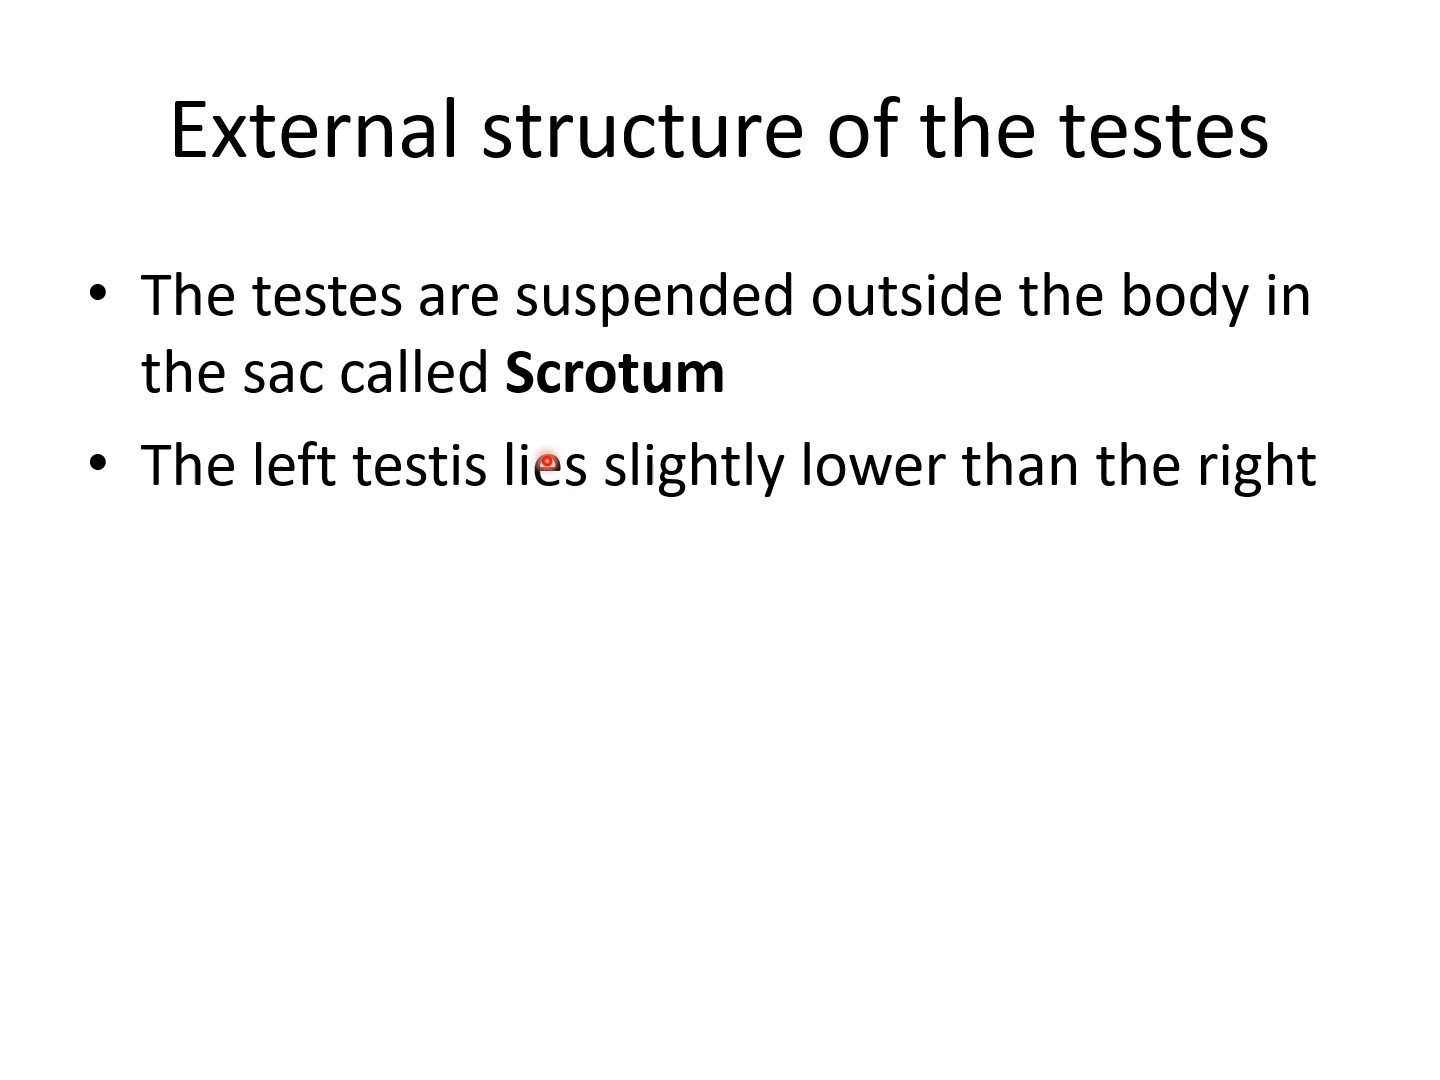 External structure of the testes
• The testes are suspended outside the body in
the sac called Scrotum
• The left testis lies slightly lower than the right